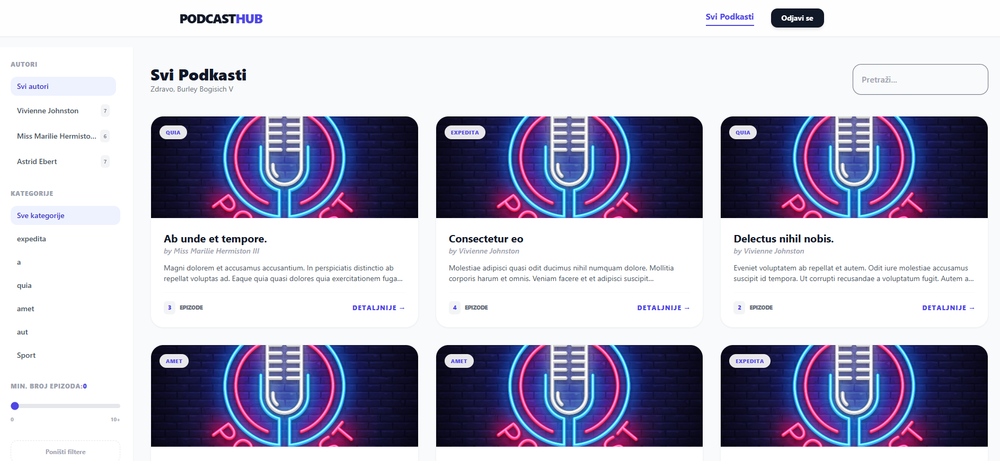 PODCASTHUB
Svi Podkasti
Odjavi se
AUTORI
Svi autori
Vivienne Johnston 7
Miss Marilie Hermisto... 6
Astrid Ebert 7
KATEGORIJE
Sve kategorije
expedita
a
quia
amet
aut
Sport
MIN. BROJ EPIZODA:0
0 10+
Poništi filtere
Svi Podkasti
Zdravo, Burley Bogisich V
Pretraži...
QUIA
Ab unde et tempore.
by Miss Marilie Hermiston III
Magni dolorem et accusamus accusantium. In perspiciatis distinctio ab
repellat voluptas ad. Eaque quia quasi dolores quia exercitationem fuga...
3 EPIZODE
DETALJNIJE →
EXPEDITA
Consectetur eo
by Vivienne Johnston
Molestiae adipisci quasi odit ducimus nihil numquam dolore. Mollitia
corporis harum et omnis. Veniam facere et et adipisci suscipit...
4 EPIZODE
DETALJNIJE →
QUIA
Delectus nihil nobis.
by Vivienne Johnston
Eveniet voluptatem ab repellat et autem. Odit iure molestiae accusamus
suscipit id tempora. Ut corrupti recusandae a voluptatum fugit. Autem a...
2 EPIZODE
DETALJNIJE →
AMET
AMET
EXPEDITA